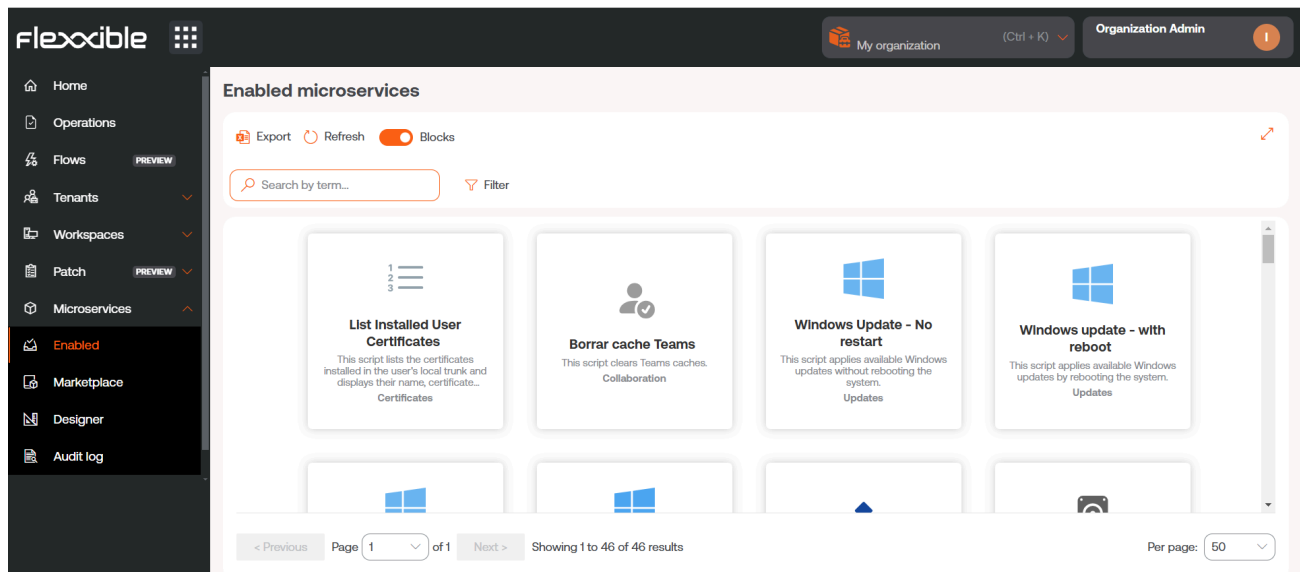 flexxible
My organization
(Ctrl + K)
Organization Admin
I
Home
Operations
Flows PREVIEW
Tenants
Workspaces
Patch PREVIEW
Microservices
Enabled
Marketplace
Designer
Audit log
Enabled microservices
Export Refresh Blocks
Search by term...
Filter
1
2
3
List Installed User
Certificates
This script lists the certificates
installed in the user's local trunk and
displays their name, certificate...
Certificates
Borrar cache Teams
This script clears Teams caches.
Collaboration
Windows Update - No
restart
This script applies available Windows
updates without rebooting the
system.
Updates
Windows update - with
reboot
This script applies available Windows
updates by rebooting the system.
Updates
< Previous Page 1 of 1 Next > Showing 1 to 46 of 46 results
Per page: 50